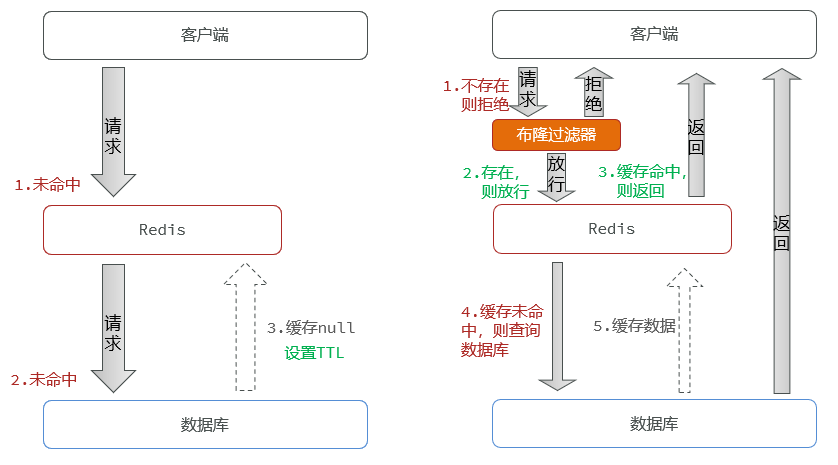 客户端
请求
1.未命中
Redis
请求
3.缓存null
设置TTL
2.未命中
数据库
客户端
1.不存在
则拒绝
请求
拒绝
布隆过滤器
2.存在，
则放行
放行
3.缓存命中，
则返回
返回
Redis
返回
4.缓存未命
中，则查询
数据库
5.缓存数据
数据库